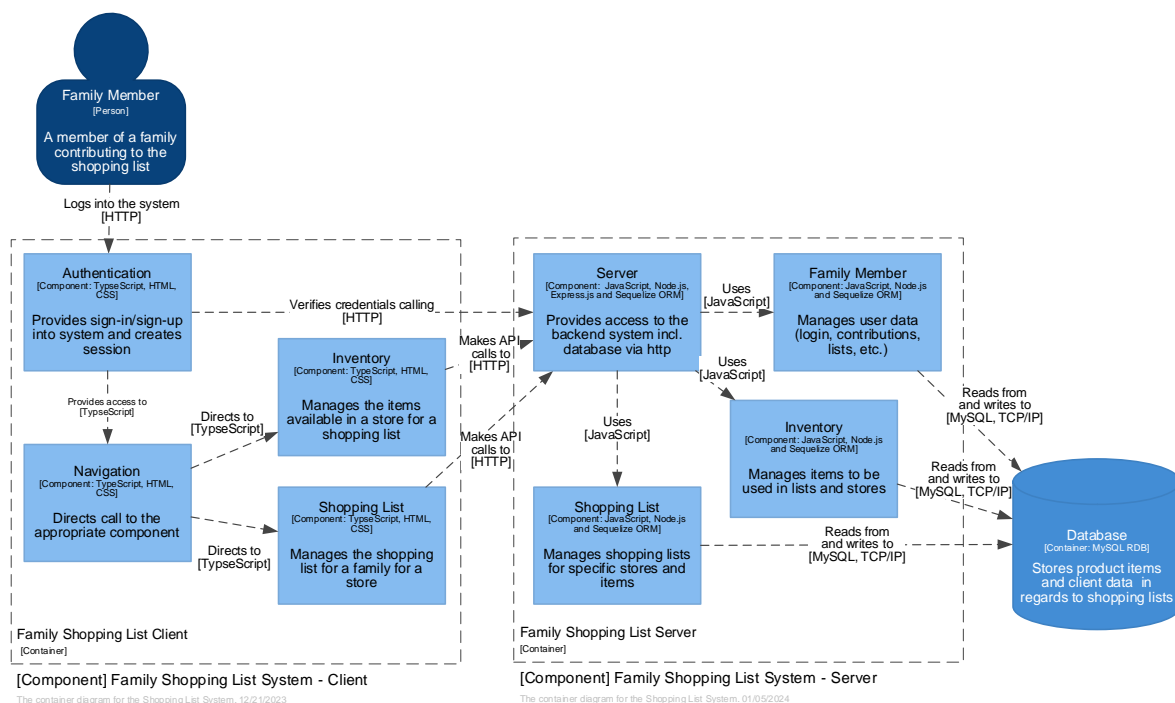 Family Member
[Person]
A member of a family
contributing to the
shopping list
Logs into the system
[HTTP]
Authentication
[Component: TypseScript, HTML,
CSS]
Provides sign-in/sign-up
into system and creates
session
Verifies credentials calling
[HTTP]
Provides access to
[TypeScript]
Navigation
[Component: TypeScript, HTML,
CSS]
Directs call to the
appropriate component
Directs to
[TypseScript]
Directs to
[TypseScript]
Inventory
[Component: TypeScript, HTML,
CSS]
Manages the items
available in a store for a
shopping list
Shopping List
[Component: TypeScript, HTML,
CSS]
Manages the shopping
list for a family for a
store
Makes API
calls to
[HTTP]
Makes API
calls to
[HTTP]
Family Shopping List Client
[Container]
[Component] Family Shopping List System - Client
The container diagram for the Shopping List System. 12/21/2023
Server
[Component: JavaScript, Node.js,
Express.js and Sequelize ORM]
Provides access to the
backend system incl.
database via http
Uses
[JavaScript]
Uses
[JavaScript]
Uses
[JavaScript]
Family Member
[Component: JavaScript, Node.js
and Sequelize ORM]
Manages user data
(login, contributions,
lists, etc.)
Inventory
[Component: JavaScript, Node.js
and Sequelize ORM]
Manages items to be
used in lists and stores
Shopping List
[Component: JavaScript, Node.js
and Sequelize ORM]
Manages shopping lists
for specific stores and
items
Reads from
and writes to
[MySQL, TCP/IP]
Reads from
and writes to
[MySQL, TCP/IP]
Reads from
and writes to
[MySQL, TCP/IP]
Database
[Container: MySQL RDB]
Stores product items
and client data in
regards to shopping lists
Family Shopping List Server
[Container]
[Component] Family Shopping List System - Server
The container diagram for the Shopping List System. 01/05/2024